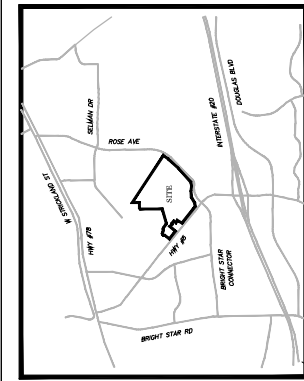 SELMAN DR
ROSE AVE
INTERSTATE #20
DOUGLAS BLVD
W STRICKLAND ST
HWY #78
SITE
HWY #5
BRIGHT STAR
CONNECTOR
BRIGHT STAR RD